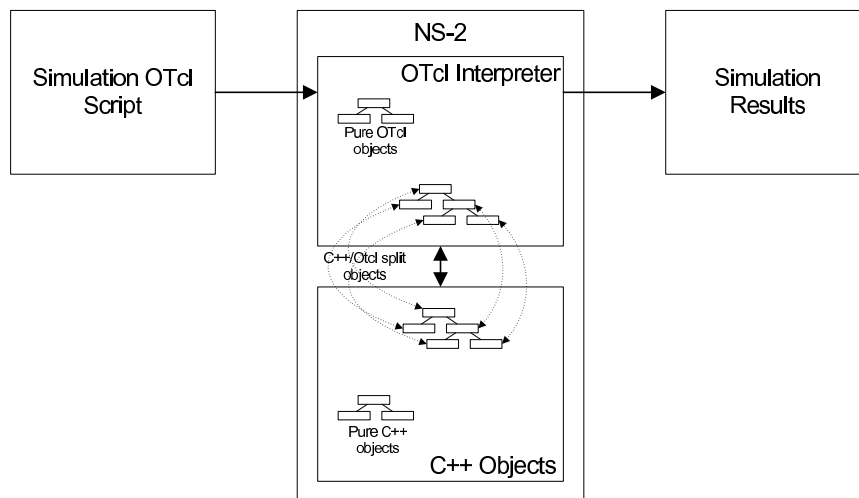 Simulation OTcl
Script
NS-2
OTcl Interpreter
Pure OTcl
objects
C++/Otcl split
objects
Pure C++
objects
C++ Objects
Simulation
Results